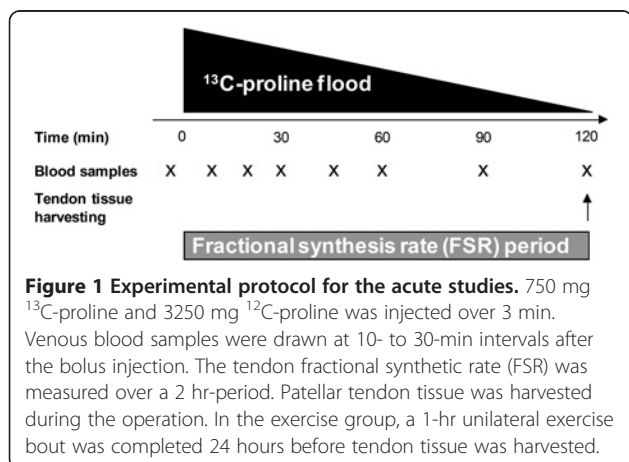 ¹³C-proline flood
Time (min) 0 30 60 90 120
Blood samples X X X X X X X X
Tendon tissue
harvesting
Fractional synthesis rate (FSR) period
Figure 1 Experimental protocol for the acute studies. 750 mg
¹³C-proline and 3250 mg ¹²C-proline was injected over 3 min.
Venous blood samples were drawn at 10- to 30-min intervals after
the bolus injection. The tendon fractional synthetic rate (FSR) was
measured over a 2 hr-period. Patellar tendon tissue was harvested
during the operation. In the exercise group, a 1-hr unilateral exercise
bout was completed 24 hours before tendon tissue was harvested.